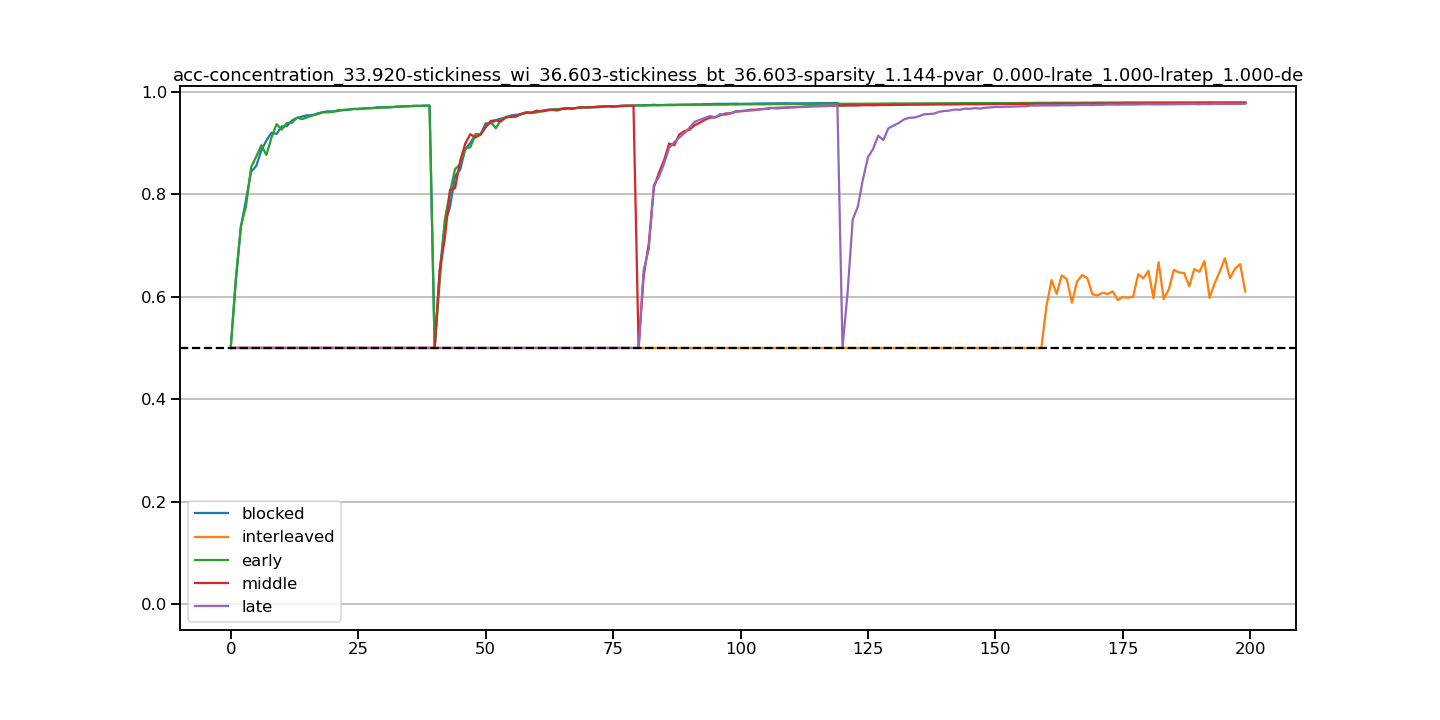 acc-concentration_33.920-stickiness_wi_36.603-stickiness_bt_36.603-sparsity_1.144-pvar_0.000-lrate_1.000-lratep_1.000-de
1.0
0.8
0.6
0.4
0.2
0.0
blocked
interleaved
early
middle
late
0 25 50 75 100 125 150 175 200